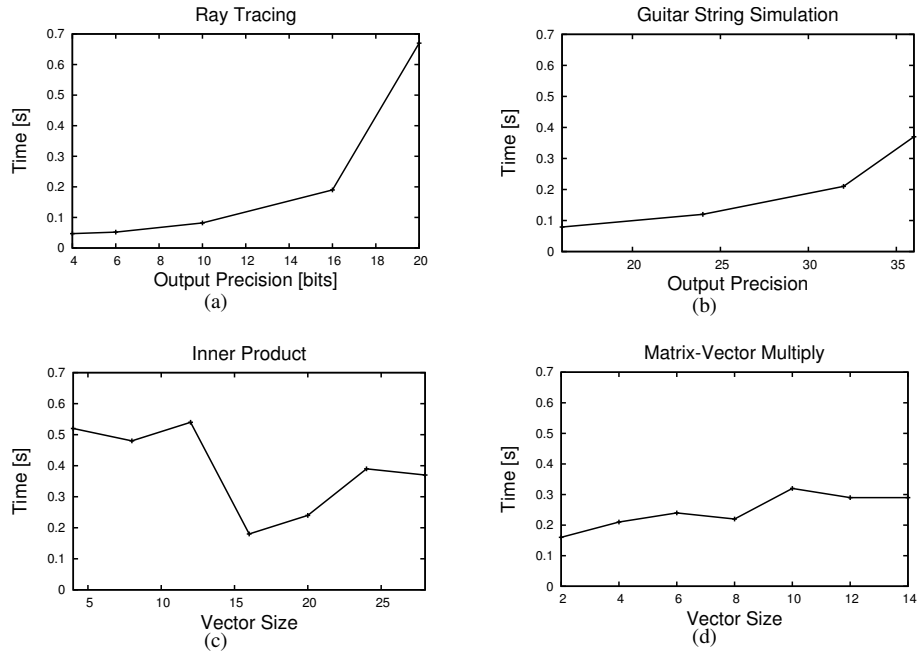 Ray Tracing
0.7
0.6
0.5
0.4
0.3
0.2
0.1
0
Time [s]
4 6 8 10 12 14 16 18 20
Output Precision [bits]
(a)
Guitar String Simulation
0.7
0.6
0.5
0.4
0.3
0.2
0.1
0
Time [s]
20 25 30 35
Output Precision
(b)
Inner Product
0.7
0.6
0.5
0.4
0.3
0.2
0.1
0
Time [s]
5 10 15 20 25
Vector Size
(c)
Matrix-Vector Multiply
0.7
0.6
0.5
0.4
0.3
0.2
0.1
0
Time [s]
2 4 6 8 10 12 14
Vector Size
(d)